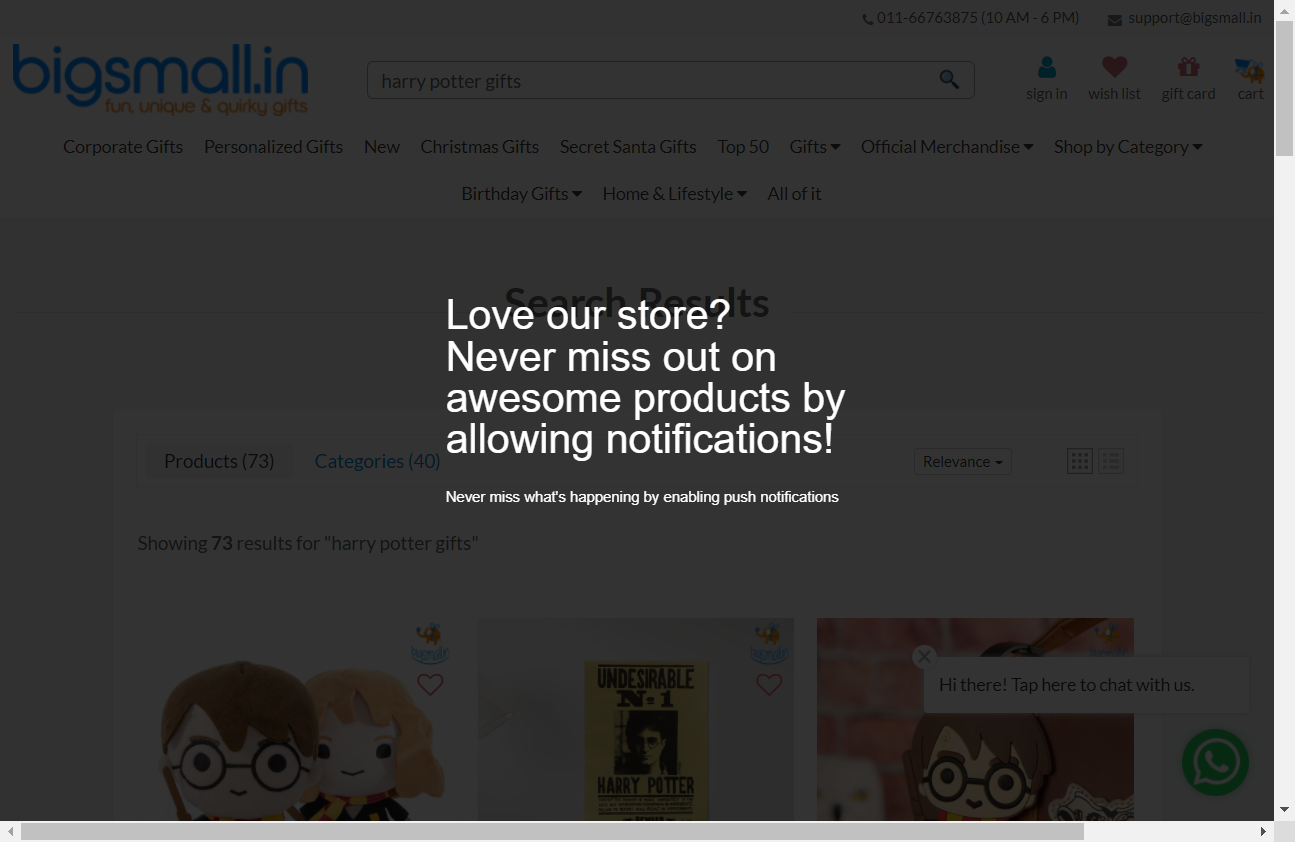 011-66763875 (10 AM - 6 PM) support@bigsmall.in
bigsmall.in
fun, unique & quirky gifts
harry potter gifts
sign in wish list gift card cart
Corporate Gifts Personalized Gifts New Christmas Gifts Secret Santa Gifts Top 50 Gifts Official Merchandise Shop by Category
Birthday Gifts Home & Lifestyle All of it
Search Results
Love our store?
Never miss out on
awesome products by
allowing notifications!
Products (73) Categories (40) Relevance
Never miss what's happening by enabling push notifications
Showing 73 results for "harry potter gifts"
bigsmall
bigsmall
bigsmall
UNDESIRABLE
Nº 1
HARRY POTTER
Hi there! Tap here to chat with us.